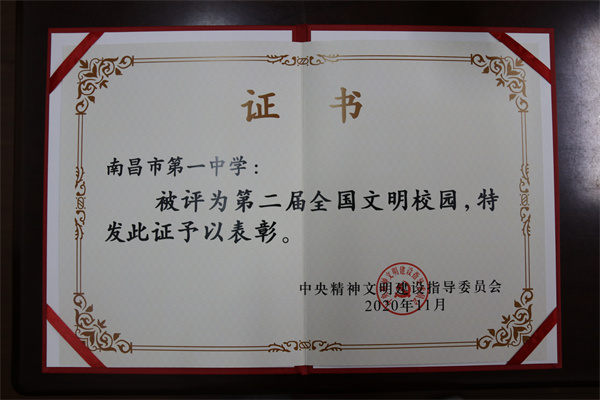 证 书
南昌市第一中学：
被评为第二届全国文明校园，特
发此证予以表彰。
中央精神文明建设指导委员会
2020年11月